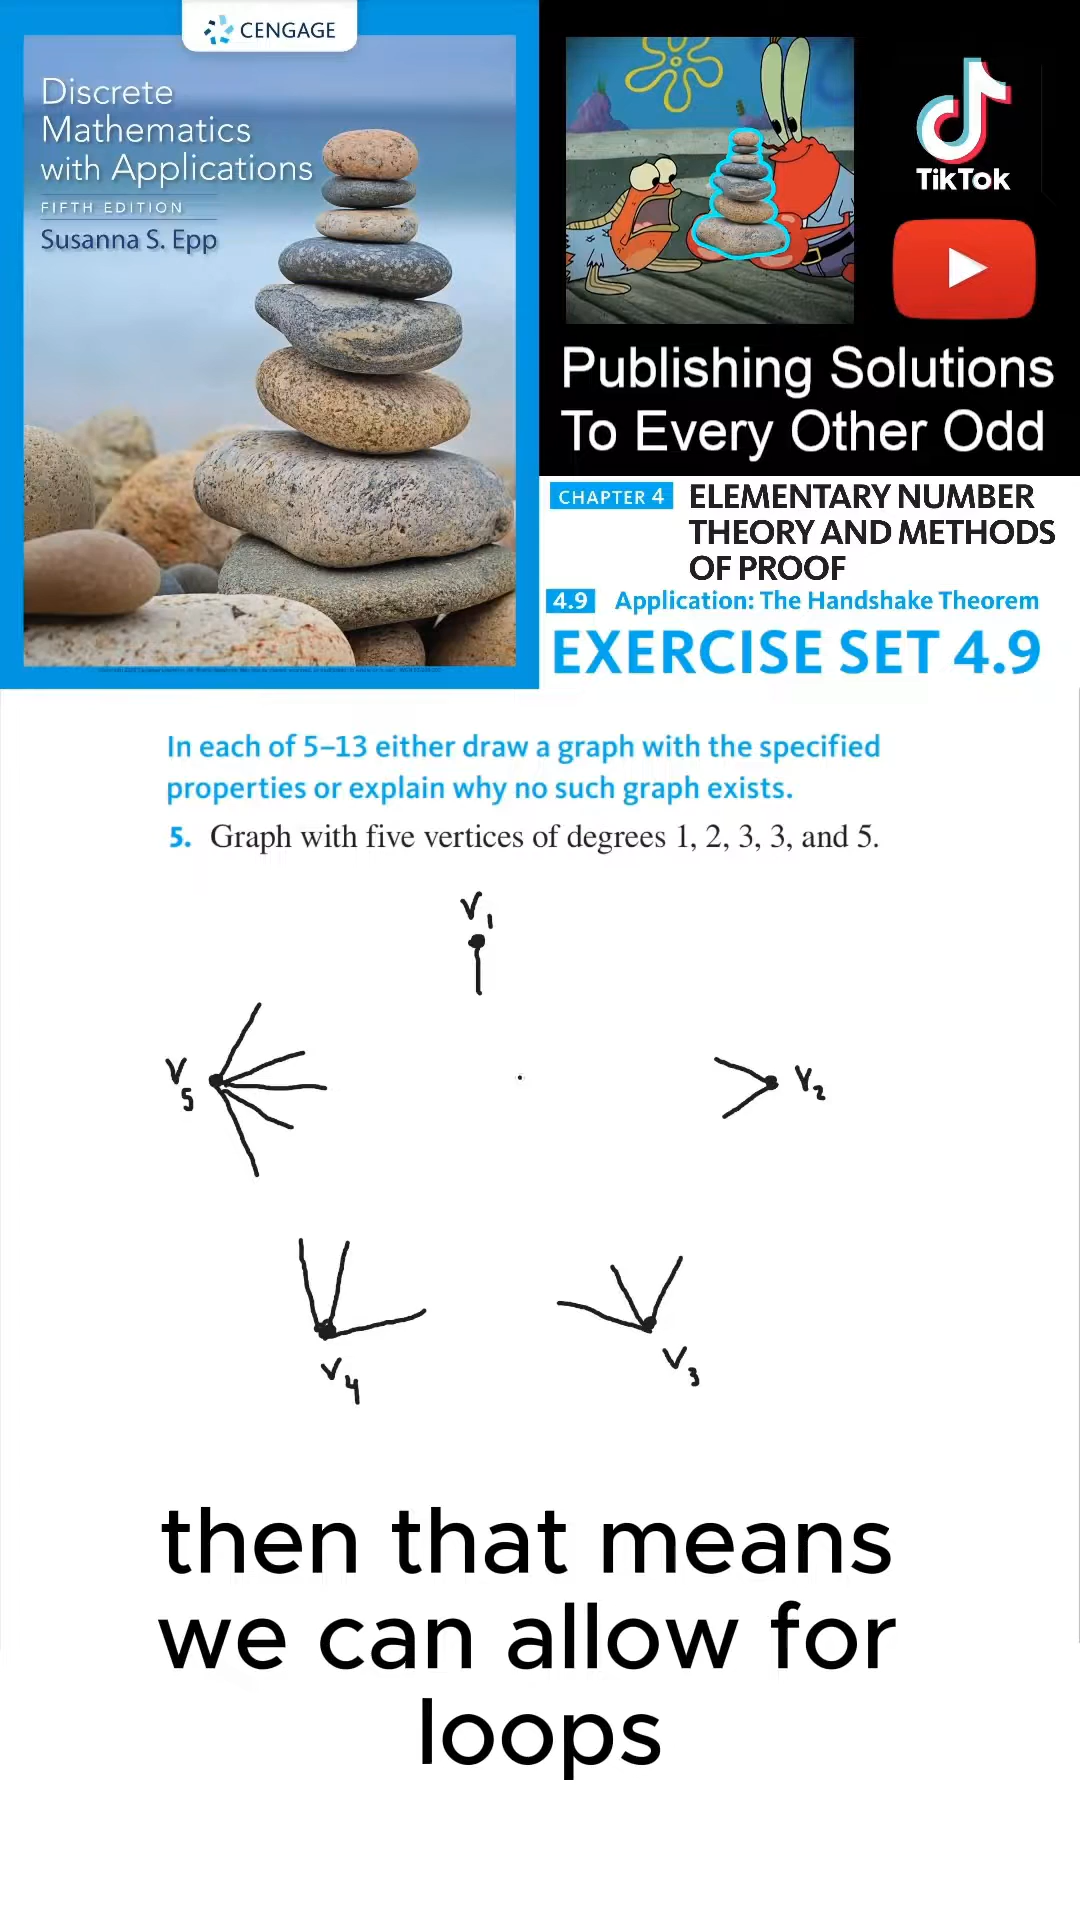 CENGAGE
Discrete
Mathematics
with Applications
FIFTH EDITION
Susanna S. Epp
TikTok
Publishing Solutions
To Every Other Odd
CHAPTER 4 ELEMENTARY NUMBER
THEORY AND METHODS
OF PROOF
4.9 Application: The Handshake Theorem
EXERCISE SET 4.9
In each of 5–13 either draw a graph with the specified
properties or explain why no such graph exists.
5. Graph with five vertices of degrees 1, 2, 3, 3, and 5.
V1
V5
V2
V4
V3
then that means
we can allow for
loops